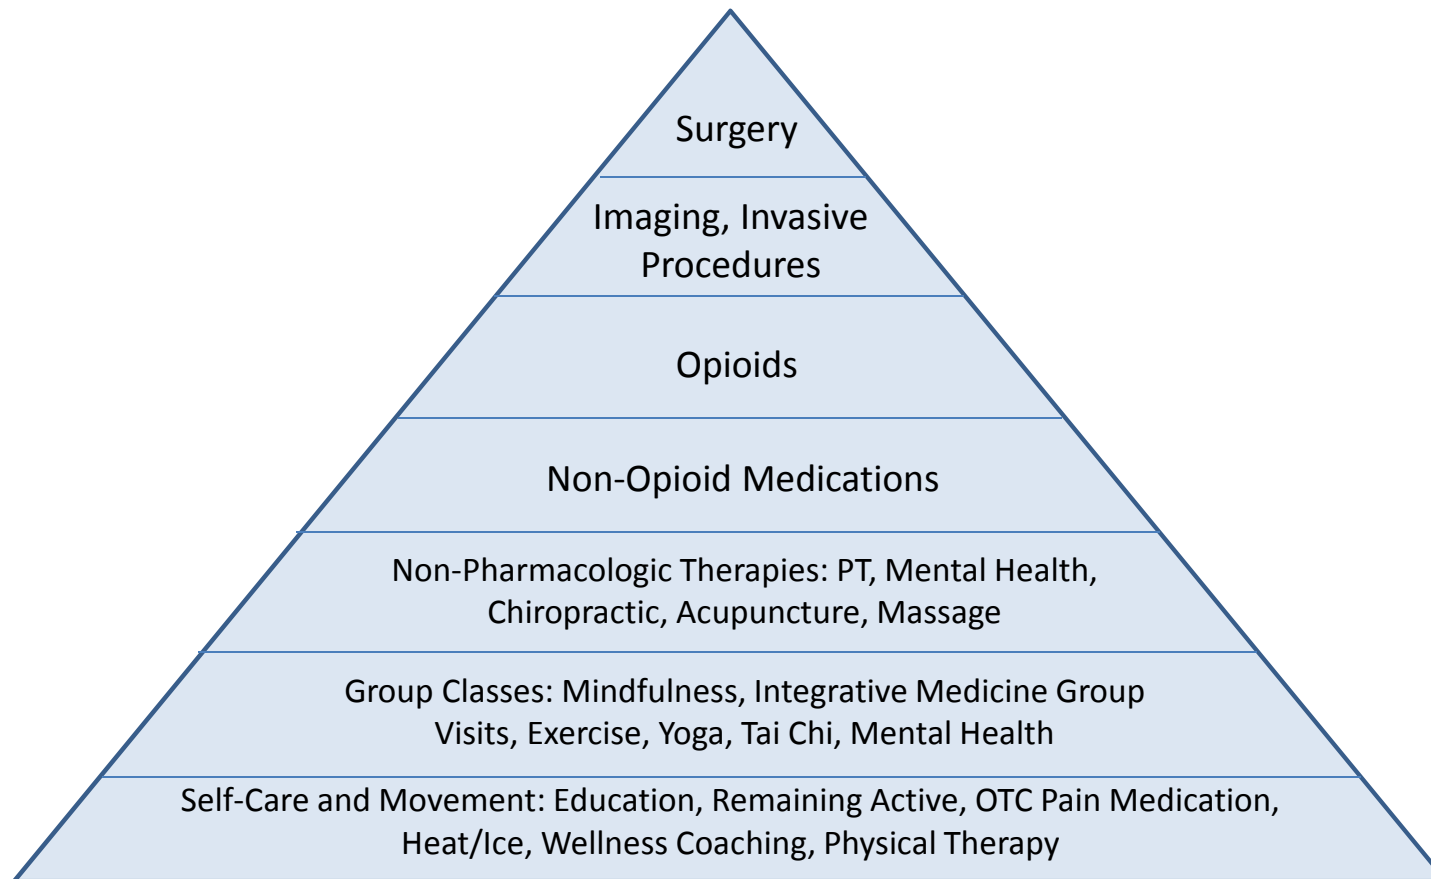 Surgery
Imaging, Invasive
Procedures
Opioids
Non-Opioid Medications
Non-Pharmacologic Therapies: PT, Mental Health,
Chiropractic, Acupuncture, Massage
Group Classes: Mindfulness, Integrative Medicine Group
Visits, Exercise, Yoga, Tai Chi, Mental Health
Self-Care and Movement: Education, Remaining Active, OTC Pain Medication,
Heat/Ice, Wellness Coaching, Physical Therapy